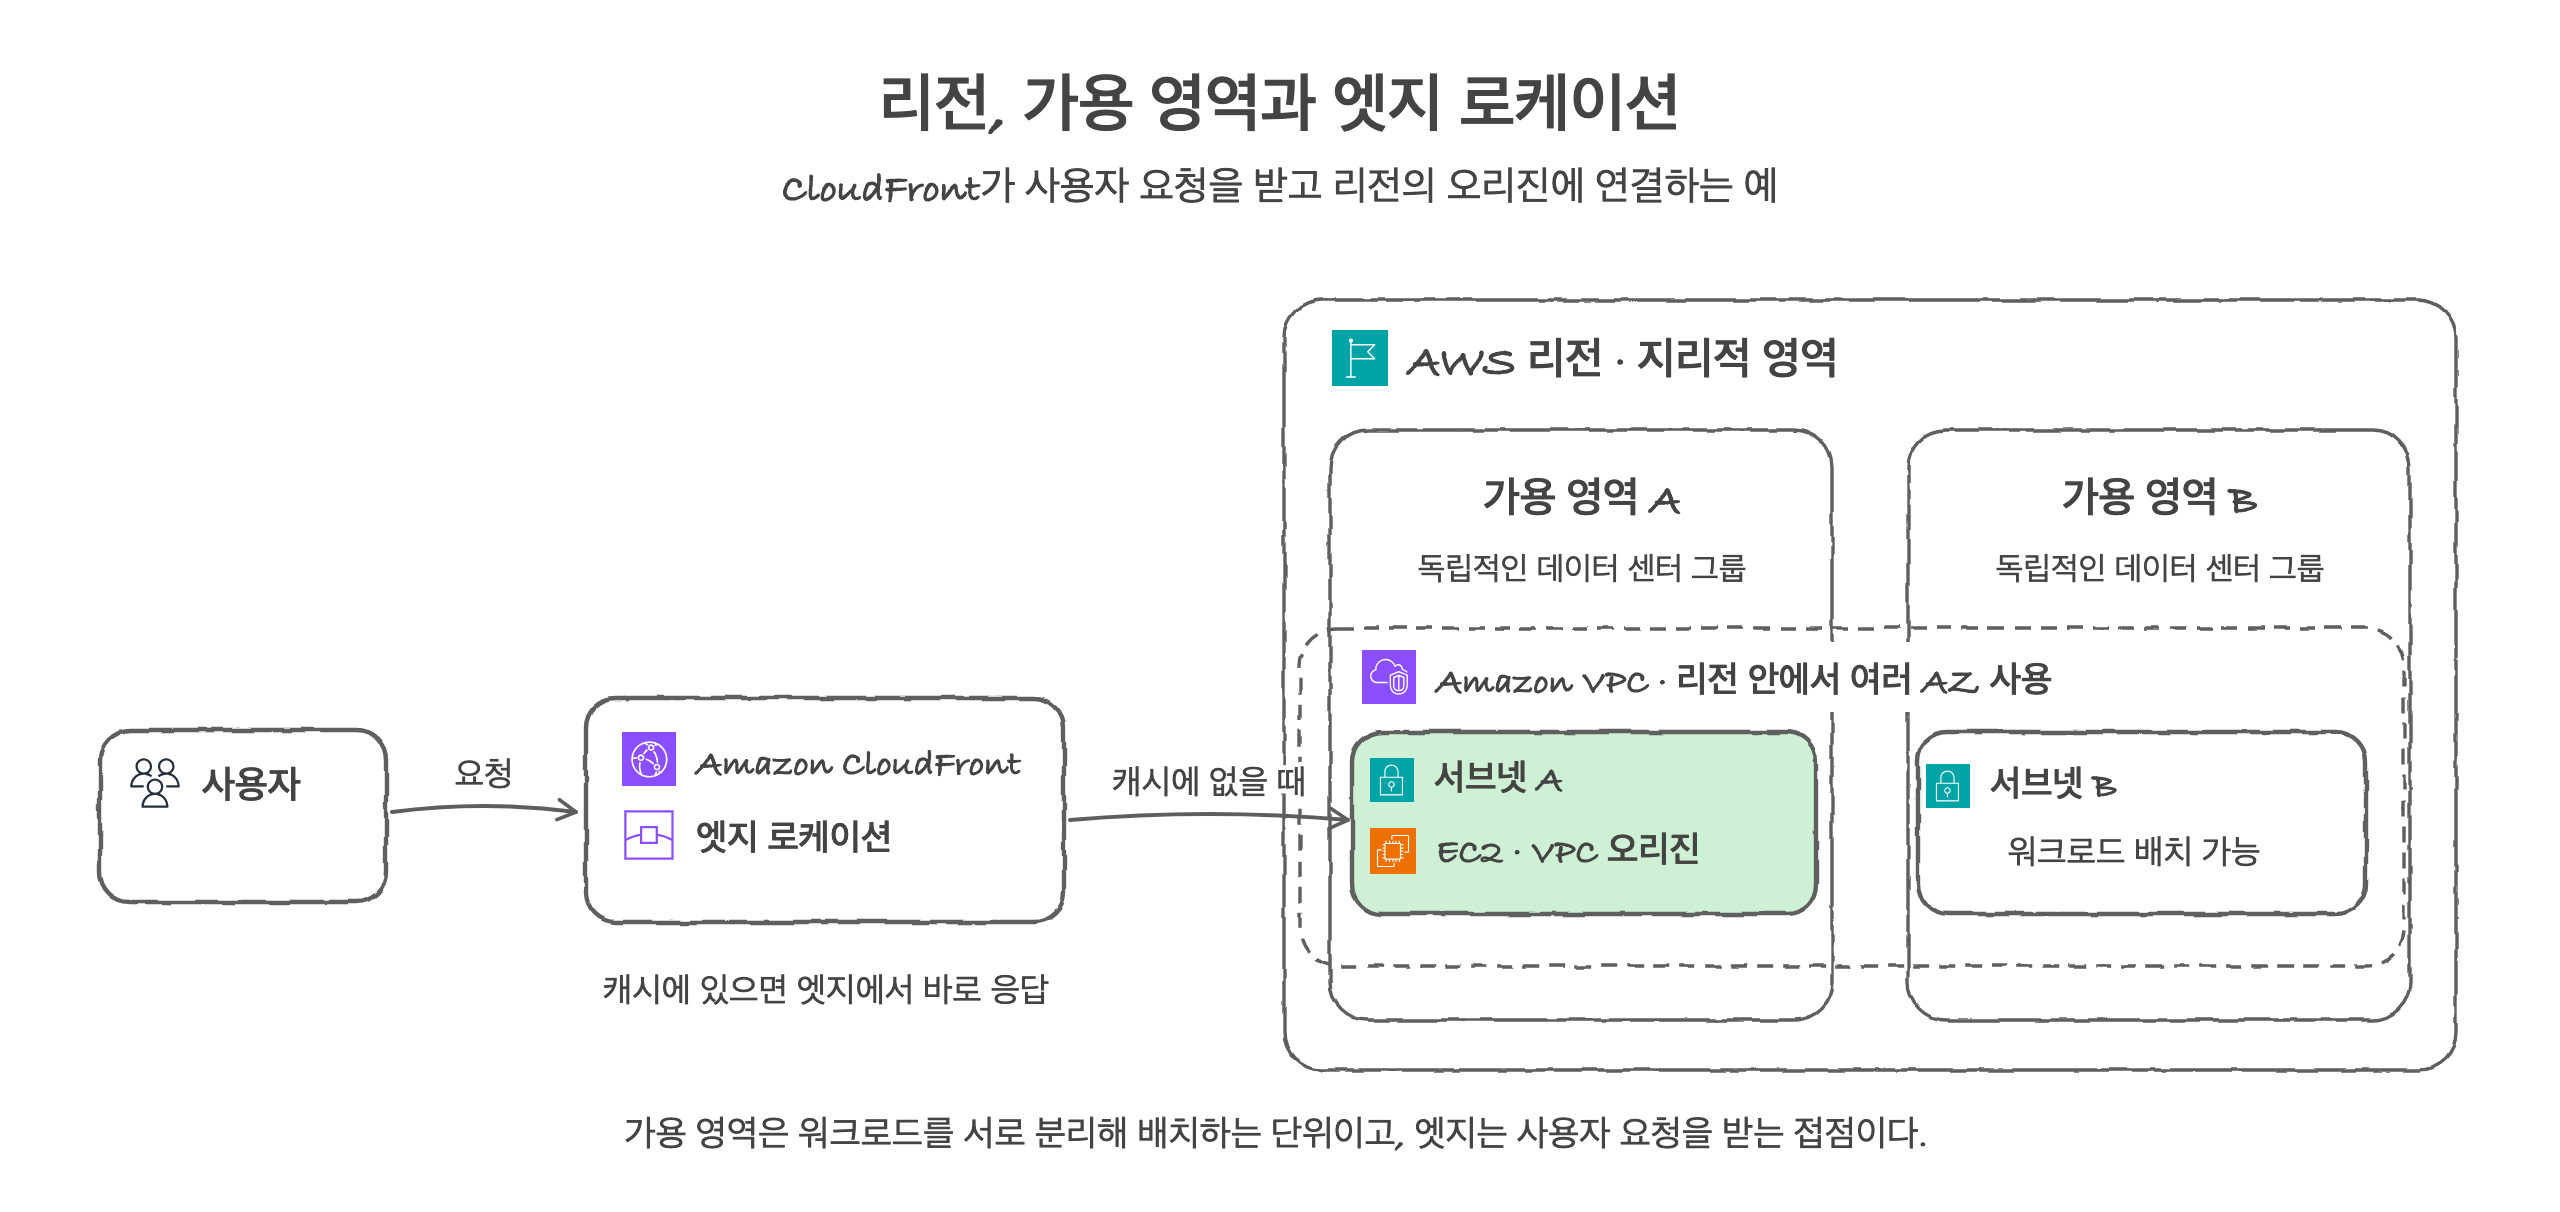 리전, 가용 영역과 엣지 로케이션
CloudFront가 사용자 요청을 받고 리전의 오리진에 연결하는 예
AWS 리전 · 지리적 영역
가용 영역 A
독립적인 데이터 센터 그룹
가용 영역 B
독립적인 데이터 센터 그룹
Amazon VPC · 리전 안에서 여러 AZ 사용
사용자
요청
Amazon CloudFront
엣지 로케이션
캐시에 없을 때
서브넷 A
EC2 · VPC 오리진
서브넷 B
워크로드 배치 가능
캐시에 있으면 엣지에서 바로 응답
가용 영역은 워크로드를 서로 분리해 배치하는 단위이고, 엣지는 사용자 요청을 받는 접점이다.